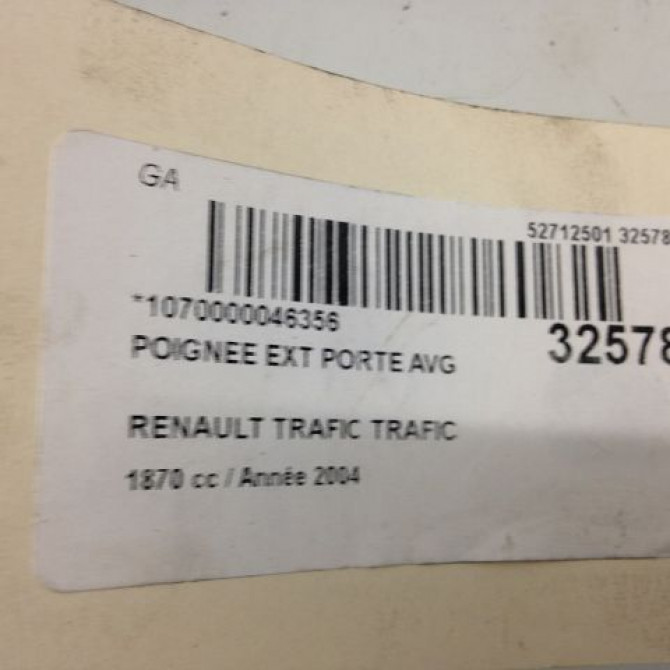 GA
52712501 32578
*1070000046356
32578
POIGNEE EXT PORTE AVG
RENAULT TRAFIC TRAFIC
1870 cc / Année 2004